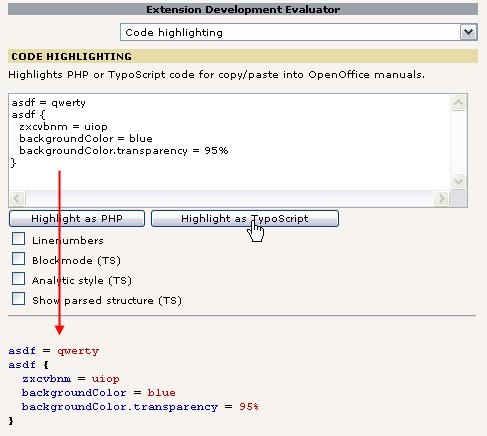 Extension Development Evaluator
Code highlighting
CODE HIGHLIGHTING
Highlights PHP or TypoScript code for copy/paste into OpenOffice manuals.
asdf = qwerty
asdf {
  zxcvbnm = uiop
  backgroundColor = blue
  backgroundColor.transparency = 95%
}
Highlight as PHP Highlight as TypoScript
Linenumbers
Blockmode (TS)
Analytic style (TS)
Show parsed structure (TS)
asdf = qwerty
asdf {
  zxcvbnm = uiop
  backgroundColor = blue
  backgroundColor.transparency = 95%
}